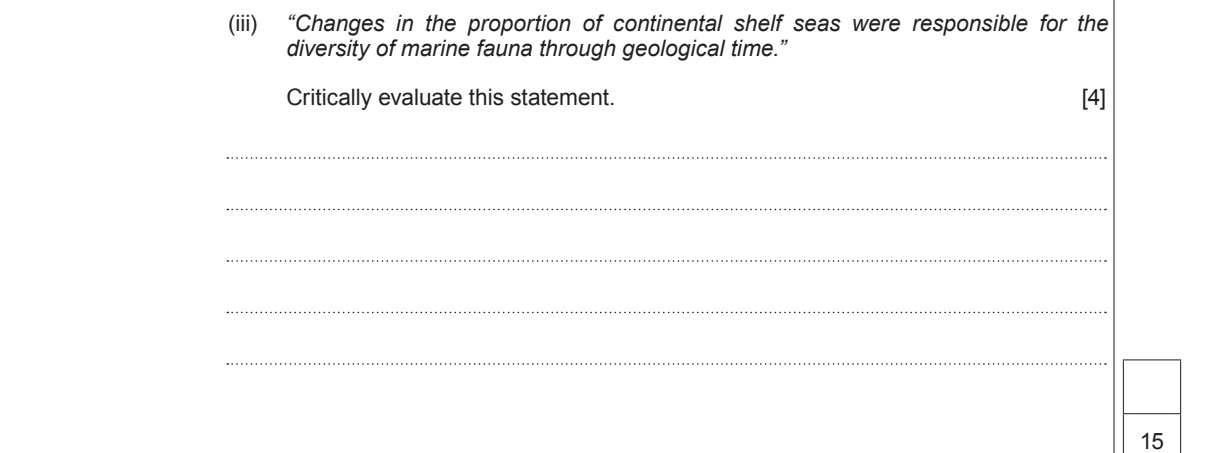 (iii) "Changes in the proportion of continental shelf seas were responsible for the
diversity of marine fauna through geological time."
Critically evaluate this statement. [4]
15